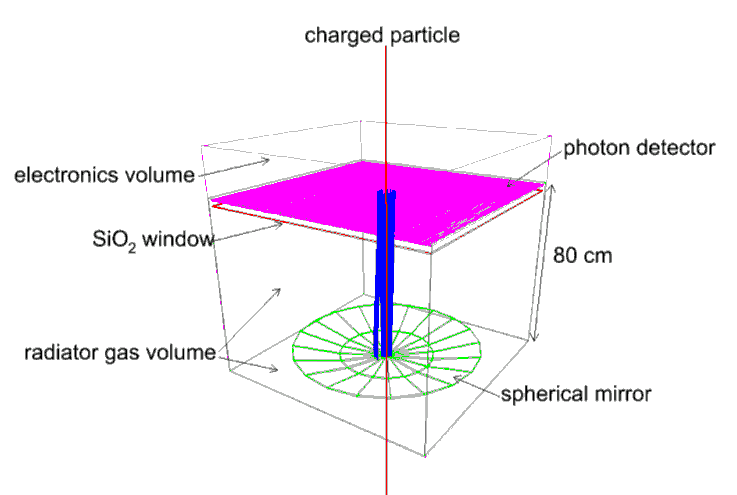 charged particle
photon detector
electronics volume
SiO2 window
80 cm
radiator gas volume
spherical mirror